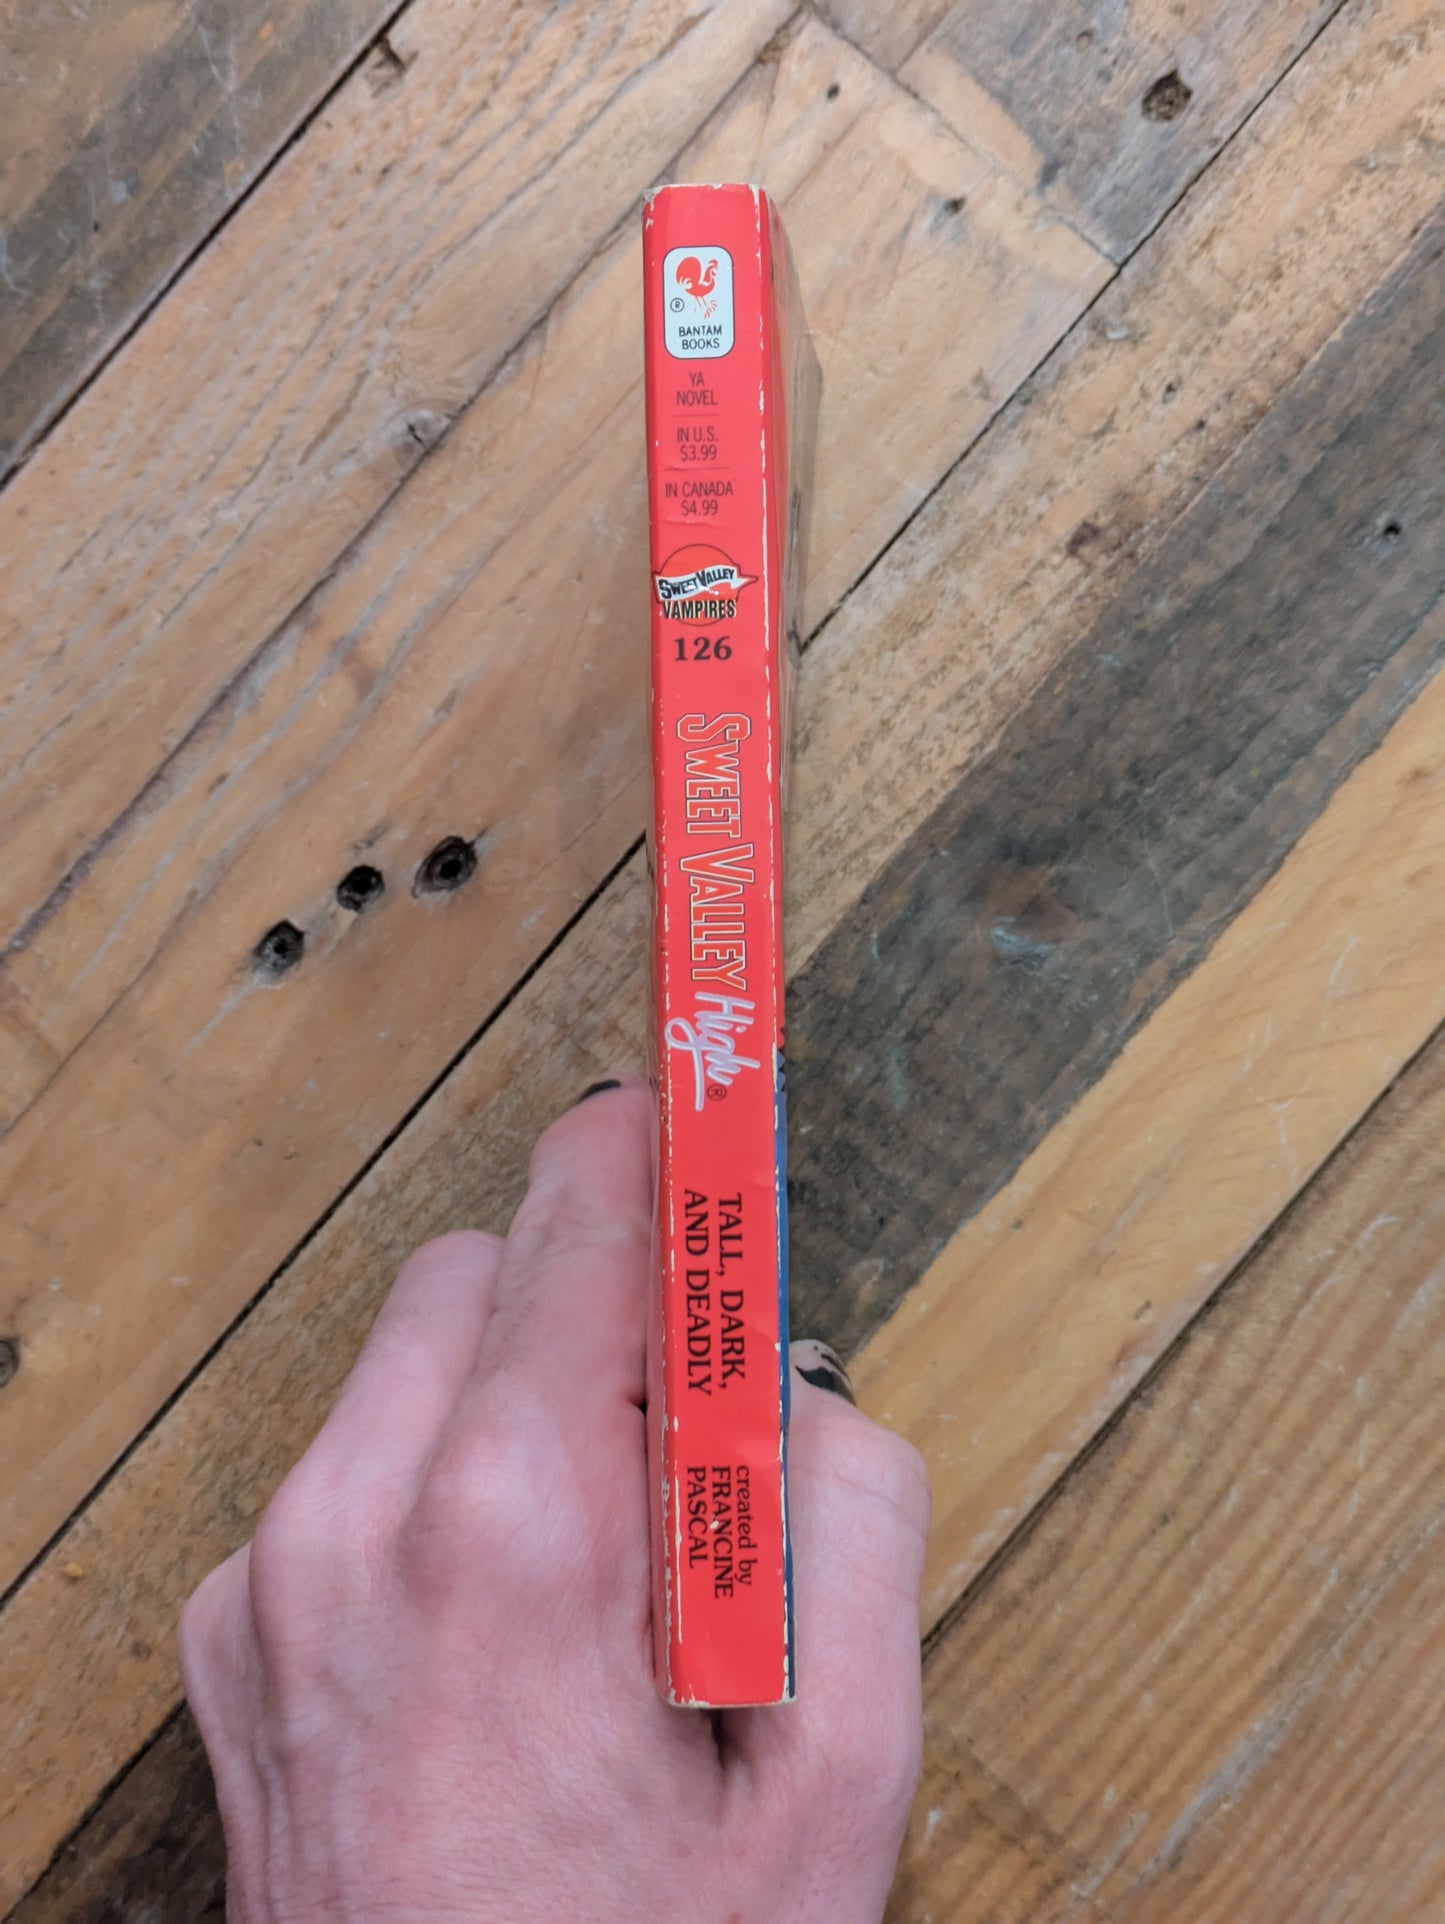 ®
BANTAM
BOOKS
YA
NOVEL
IN U.S.
$3.99
IN CANADA
$4.99
SWEET VALLEY
VAMPIRES
126
SWEET VALLEY
High®
TALL, DARK,
AND DEADLY
created by
FRANCINE
PASCAL